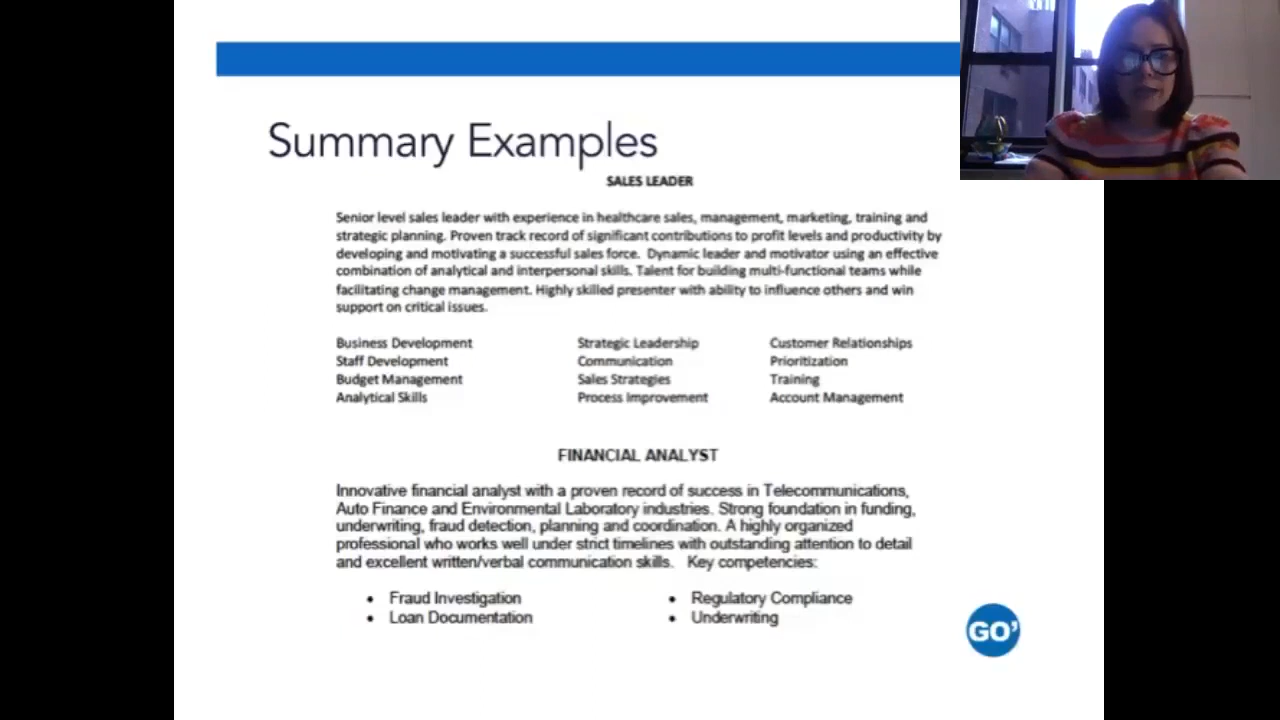 Summary Examples
SALES LEADER
Senior level sales leader with experience in healthcare sales, management, marketing, training and
strategic planning. Proven track record of significant contributions to profit levels and productivity by
developing and motivating a successful sales force. Dynamic leader and motivator using an effective
combination of analytical and interpersonal skills. Talent for building multi-functional teams while
facilitating change management. Highly skilled presenter with ability to influence others and win
support on critical issues.
Business Development Strategic Leadership Customer Relationships
Staff Development Communication Prioritization
Budget Management Sales Strategies Training
Analytical Skills Process Improvement Account Management
FINANCIAL ANALYST
Innovative financial analyst with a proven record of success in Telecommunications,
Auto Finance and Environmental Laboratory industries. Strong foundation in funding,
underwriting, fraud detection, planning and coordination. A highly organized
professional who works well under strict timelines with outstanding attention to detail
and excellent written/verbal communication skills. Key competencies:
• Fraud Investigation • Regulatory Compliance
• Loan Documentation • Underwriting
GO'